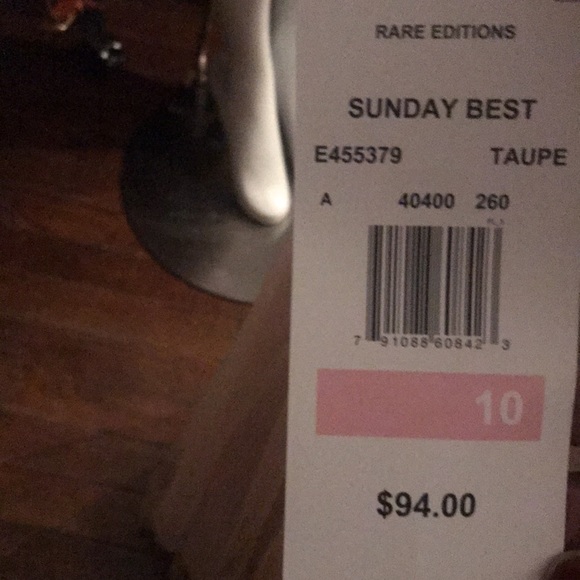 RARE EDITIONS
SUNDAY BEST
E455379 TAUPE
A 40400 260
7 91088 60842 3
10
$94.00